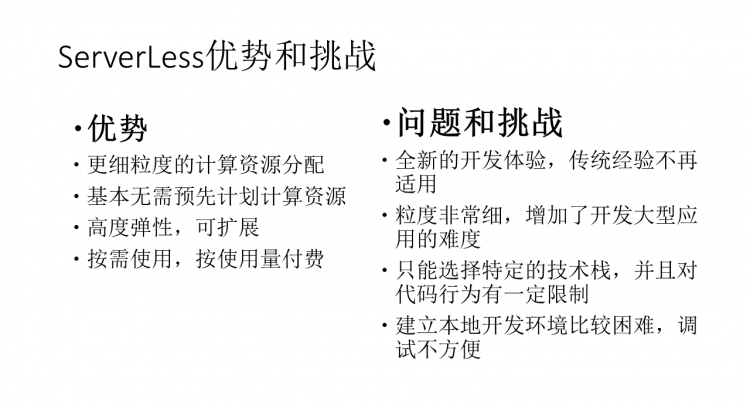 ServerLess优势和挑战
•优势
• 更细粒度的计算资源分配
• 基本无需预先计划计算资源
• 高度弹性，可扩展
• 按需使用，按使用量付费
•问题和挑战
• 全新的开发体验，传统经验不再
适用
• 粒度非常细，增加了开发大型应
用的难度
• 只能选择特定的技术栈，并且对
代码行为有一定限制
• 建立本地开发环境比较困难，调
试不方便